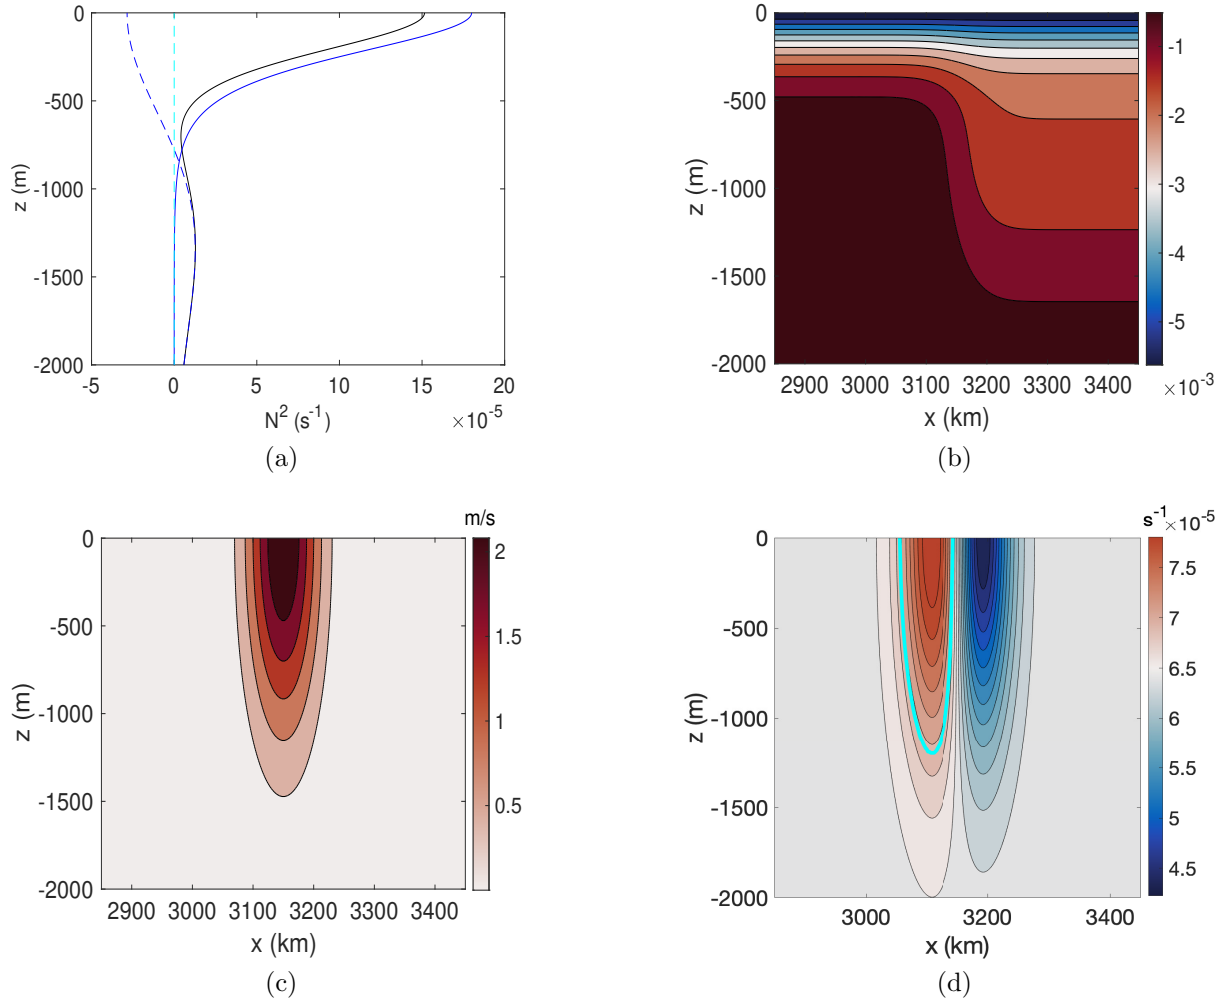 0
-500
-1000
-1500
-2000
z (m)
-5 0 5 10 15 20
N² (s⁻¹) ×10⁻⁵
(a)
0
-500
-1000
-1500
-2000
z (m)
2900 3000 3100 3200 3300 3400
x (km)
-1
-2
-3
-4
-5
×10⁻³
(b)
m/s
0
-500
-1000
-1500
-2000
z (m)
2900 3000 3100 3200 3300 3400
x (km)
2
1.5
1
0.5
(c)
s⁻¹ ×10⁻⁵
0
-500
-1000
-1500
-2000
z (m)
3000 3200 3400
x (km)
7.5
7
6.5
6
5.5
5
4.5
(d)